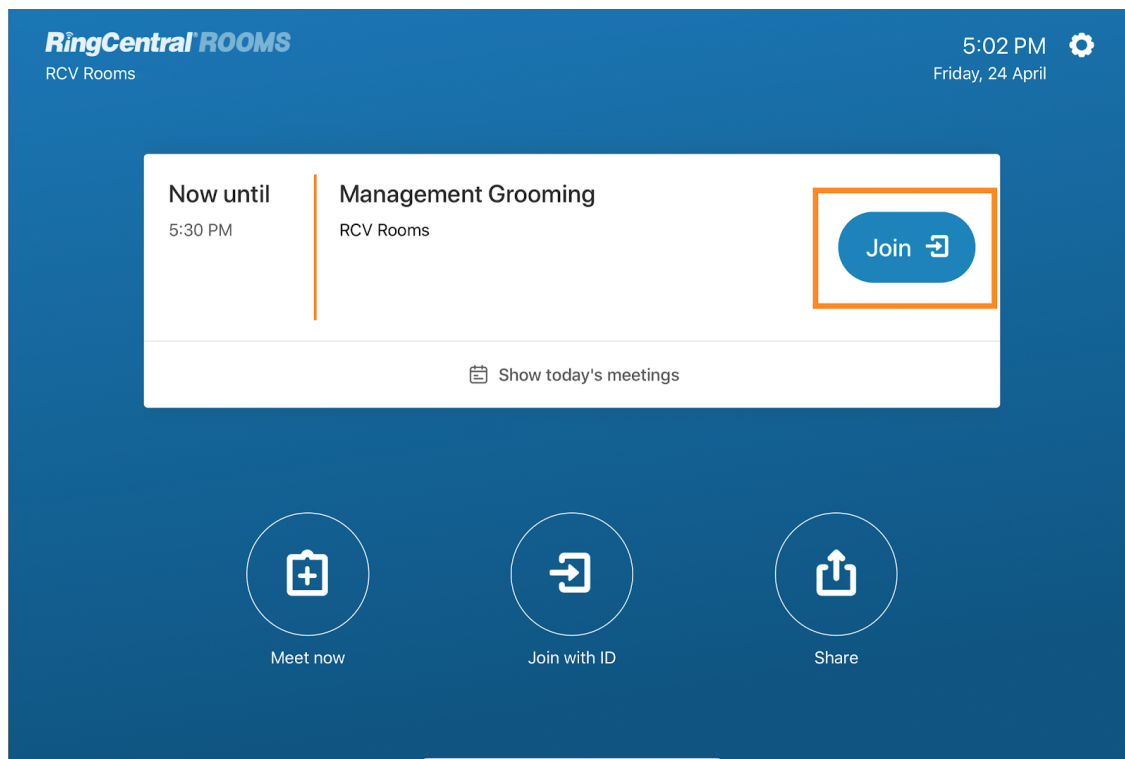 RingCentral ROOMS
RCV Rooms
5:02 PM
Friday, 24 April
Now until
5:30 PM
Management Grooming
RCV Rooms
Join
Show today's meetings
Meet now
Join with ID
Share